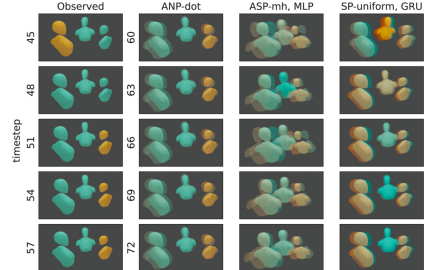 Observed ANP-dot ASP-mh, MLP SP-uniform, GRU
timestep
45 60
48 63
51 66
54 69
57 72